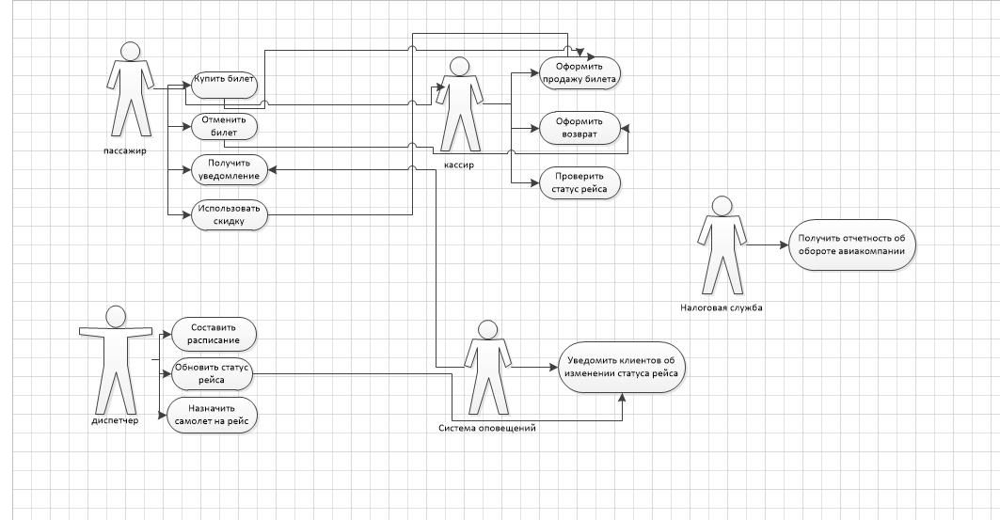 Купить билет
Отменить
билет
Получить
уведомление
Использовать
скидку
пассажир
кассир
Оформить
продажу билета
Оформить
возврат
Проверить
статус рейса
Получить отчетность об
обороте авиакомпании
Налоговая служба
Составить
расписание
Обновить статус
рейса
Назначить
самолет на рейс
диспетчер
Уведомить клиентов об
изменении статуса рейса
Система оповещений